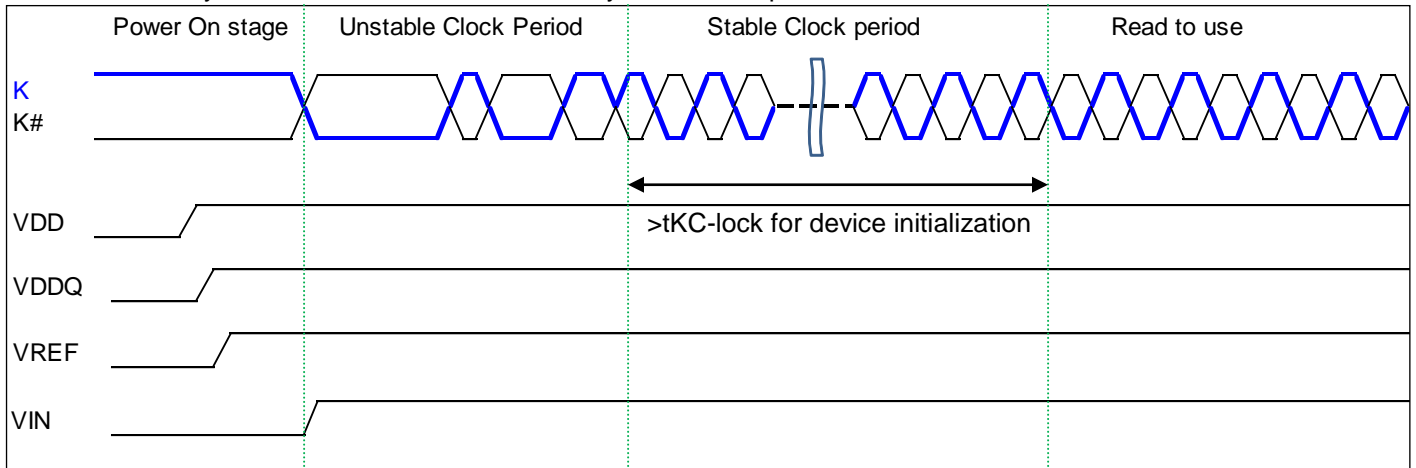 Power On stage Unstable Clock Period Stable Clock period Read to use
K
K#
>tKC-lock for device initialization
VDD
VDDQ
VREF
VIN